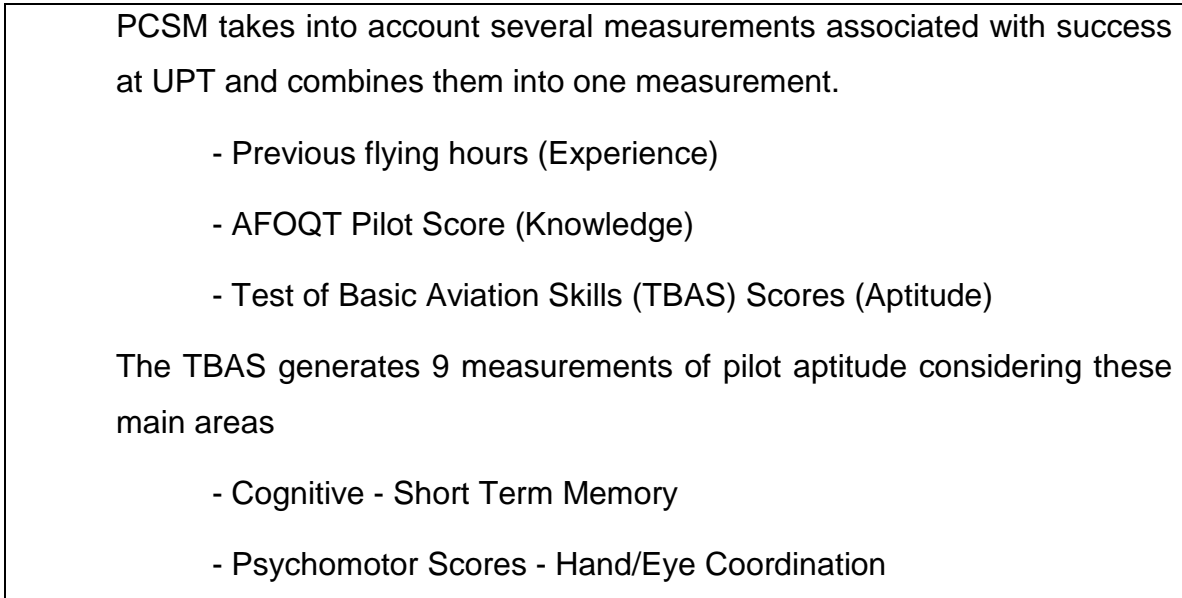 PCSM takes into account several measurements associated with success
at UPT and combines them into one measurement.
- Previous flying hours (Experience)
- AFOQT Pilot Score (Knowledge)
- Test of Basic Aviation Skills (TBAS) Scores (Aptitude)
The TBAS generates 9 measurements of pilot aptitude considering these
main areas
- Cognitive - Short Term Memory
- Psychomotor Scores - Hand/Eye Coordination